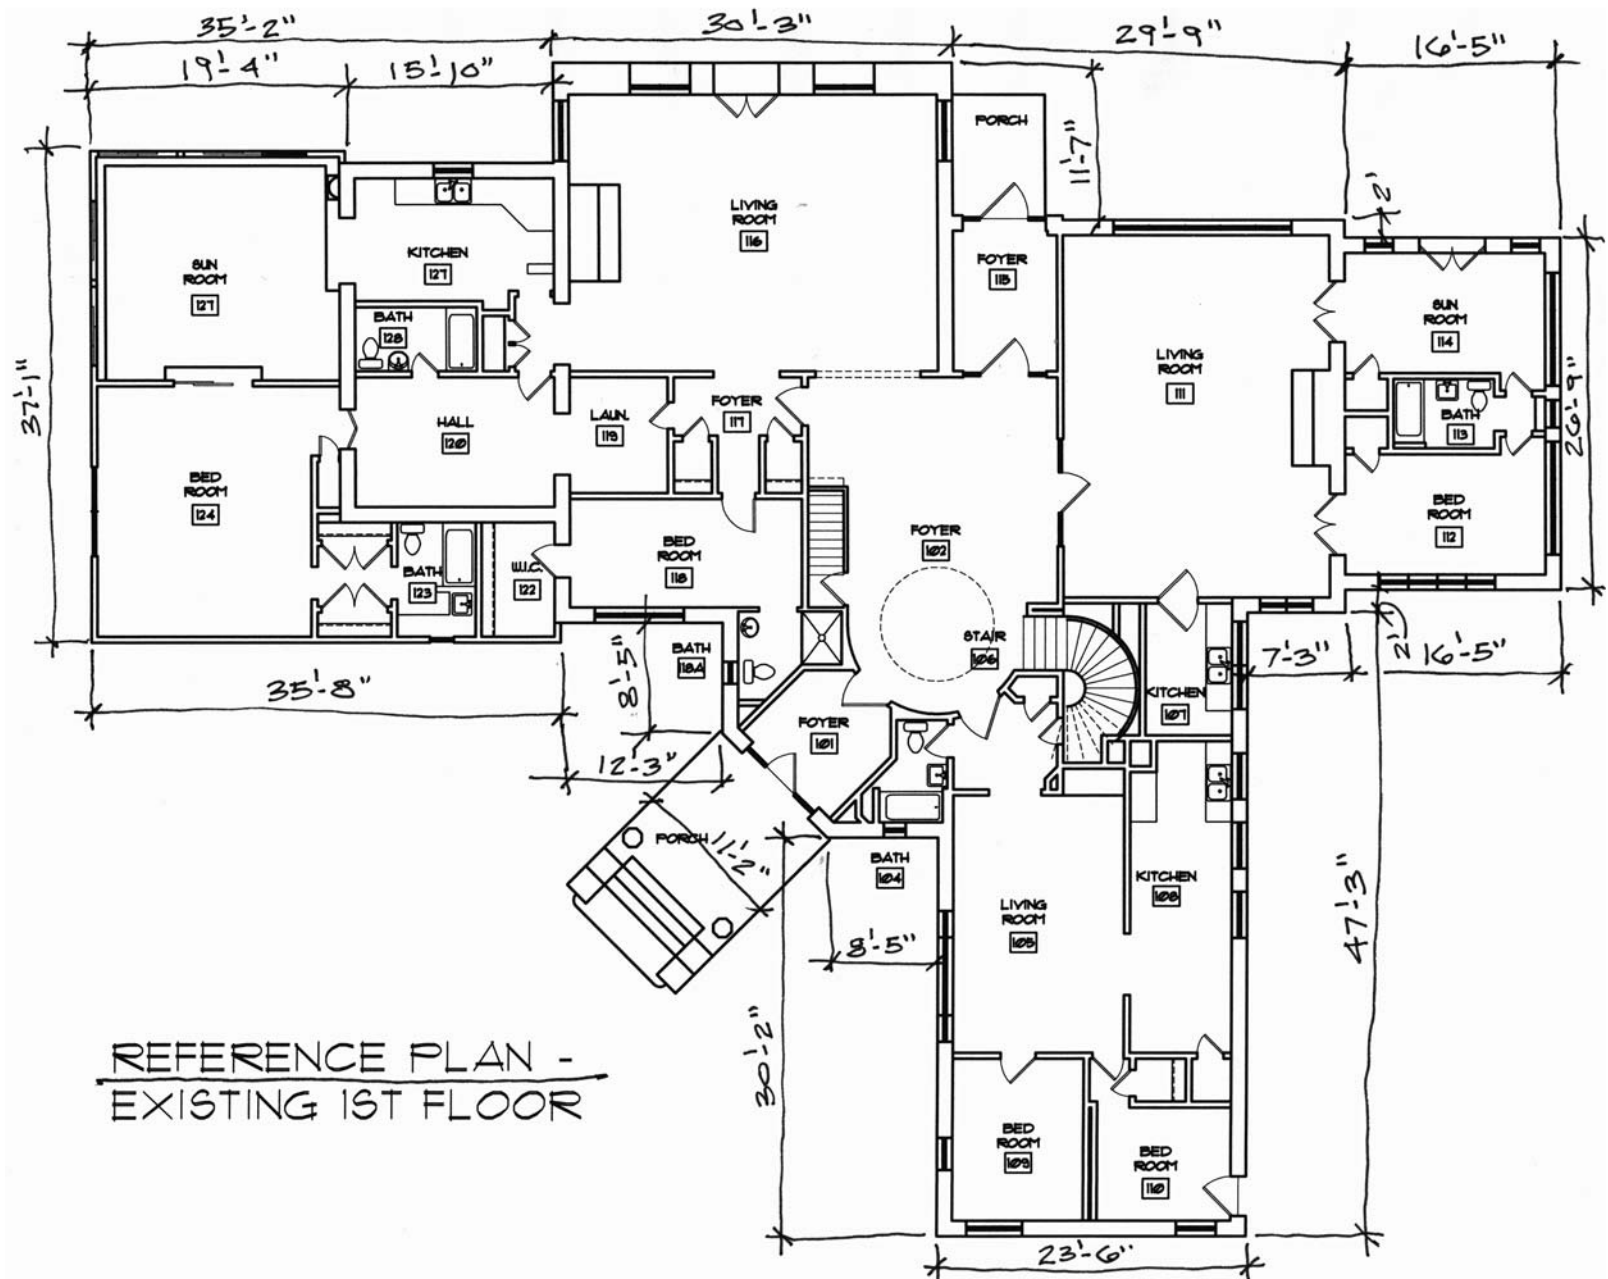 35'-2"
30'-3"
29'-9"
16'-5"
19'-4"
15'-10"
PORCH
11'-7"
2"
LIVING
ROOM
116
KITCHEN
127
SUN
ROOM
127
FOYER
115
SUN
ROOM
114
BATH
128
LIVING
ROOM
111
37'-1"
26'-9"
HALL
120
LAUN.
119
FOYER
117
BATH
113
BED
ROOM
124
BED
ROOM
112
FOYER
102
BED
ROOM
118
BATH
123
W.I.C.
122
STAIR
106
BATH
118A
8'-5"
7'-3"
2'
16'-5"
35'-8"
KITCHEN
107
FOYER
101
12'-3"
PORCH
11'-2"
BATH
104
KITCHEN
108
LIVING
ROOM
105
8'-5"
47'-3"
30'-2"
REFERENCE PLAN -
EXISTING 1ST FLOOR
BED
ROOM
109
BED
ROOM
110
23'-6"